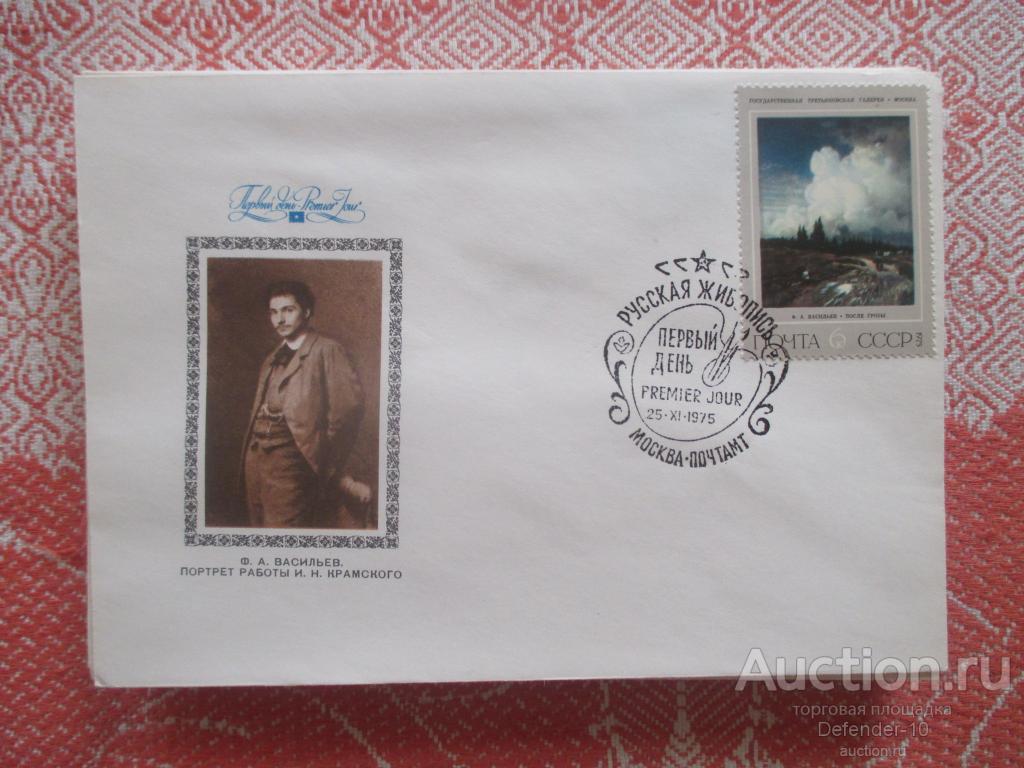 ГОСУДАРСТВЕННАЯ ТРЕТЬЯКОВСКАЯ ГАЛЕРЕЯ • МОСКВА
Ф. А. ВАСИЛЬЕВ • ПОСЛЕ ГРОЗЫ
ПОЧТА 6 СССР
Первый день · Premier Jour
РУССКАЯ ЖИВОПИСЬ
ПЕРВЫЙ
ДЕНЬ
PREMIER JOUR
25·XI·1975
МОСКВА·ПОЧТАМТ
Ф. А. ВАСИЛЬЕВ.
ПОРТРЕТ РАБОТЫ И. Н. КРАМСКОГО
Auction.ru
торговая площадка
Defender-10
auction.ru